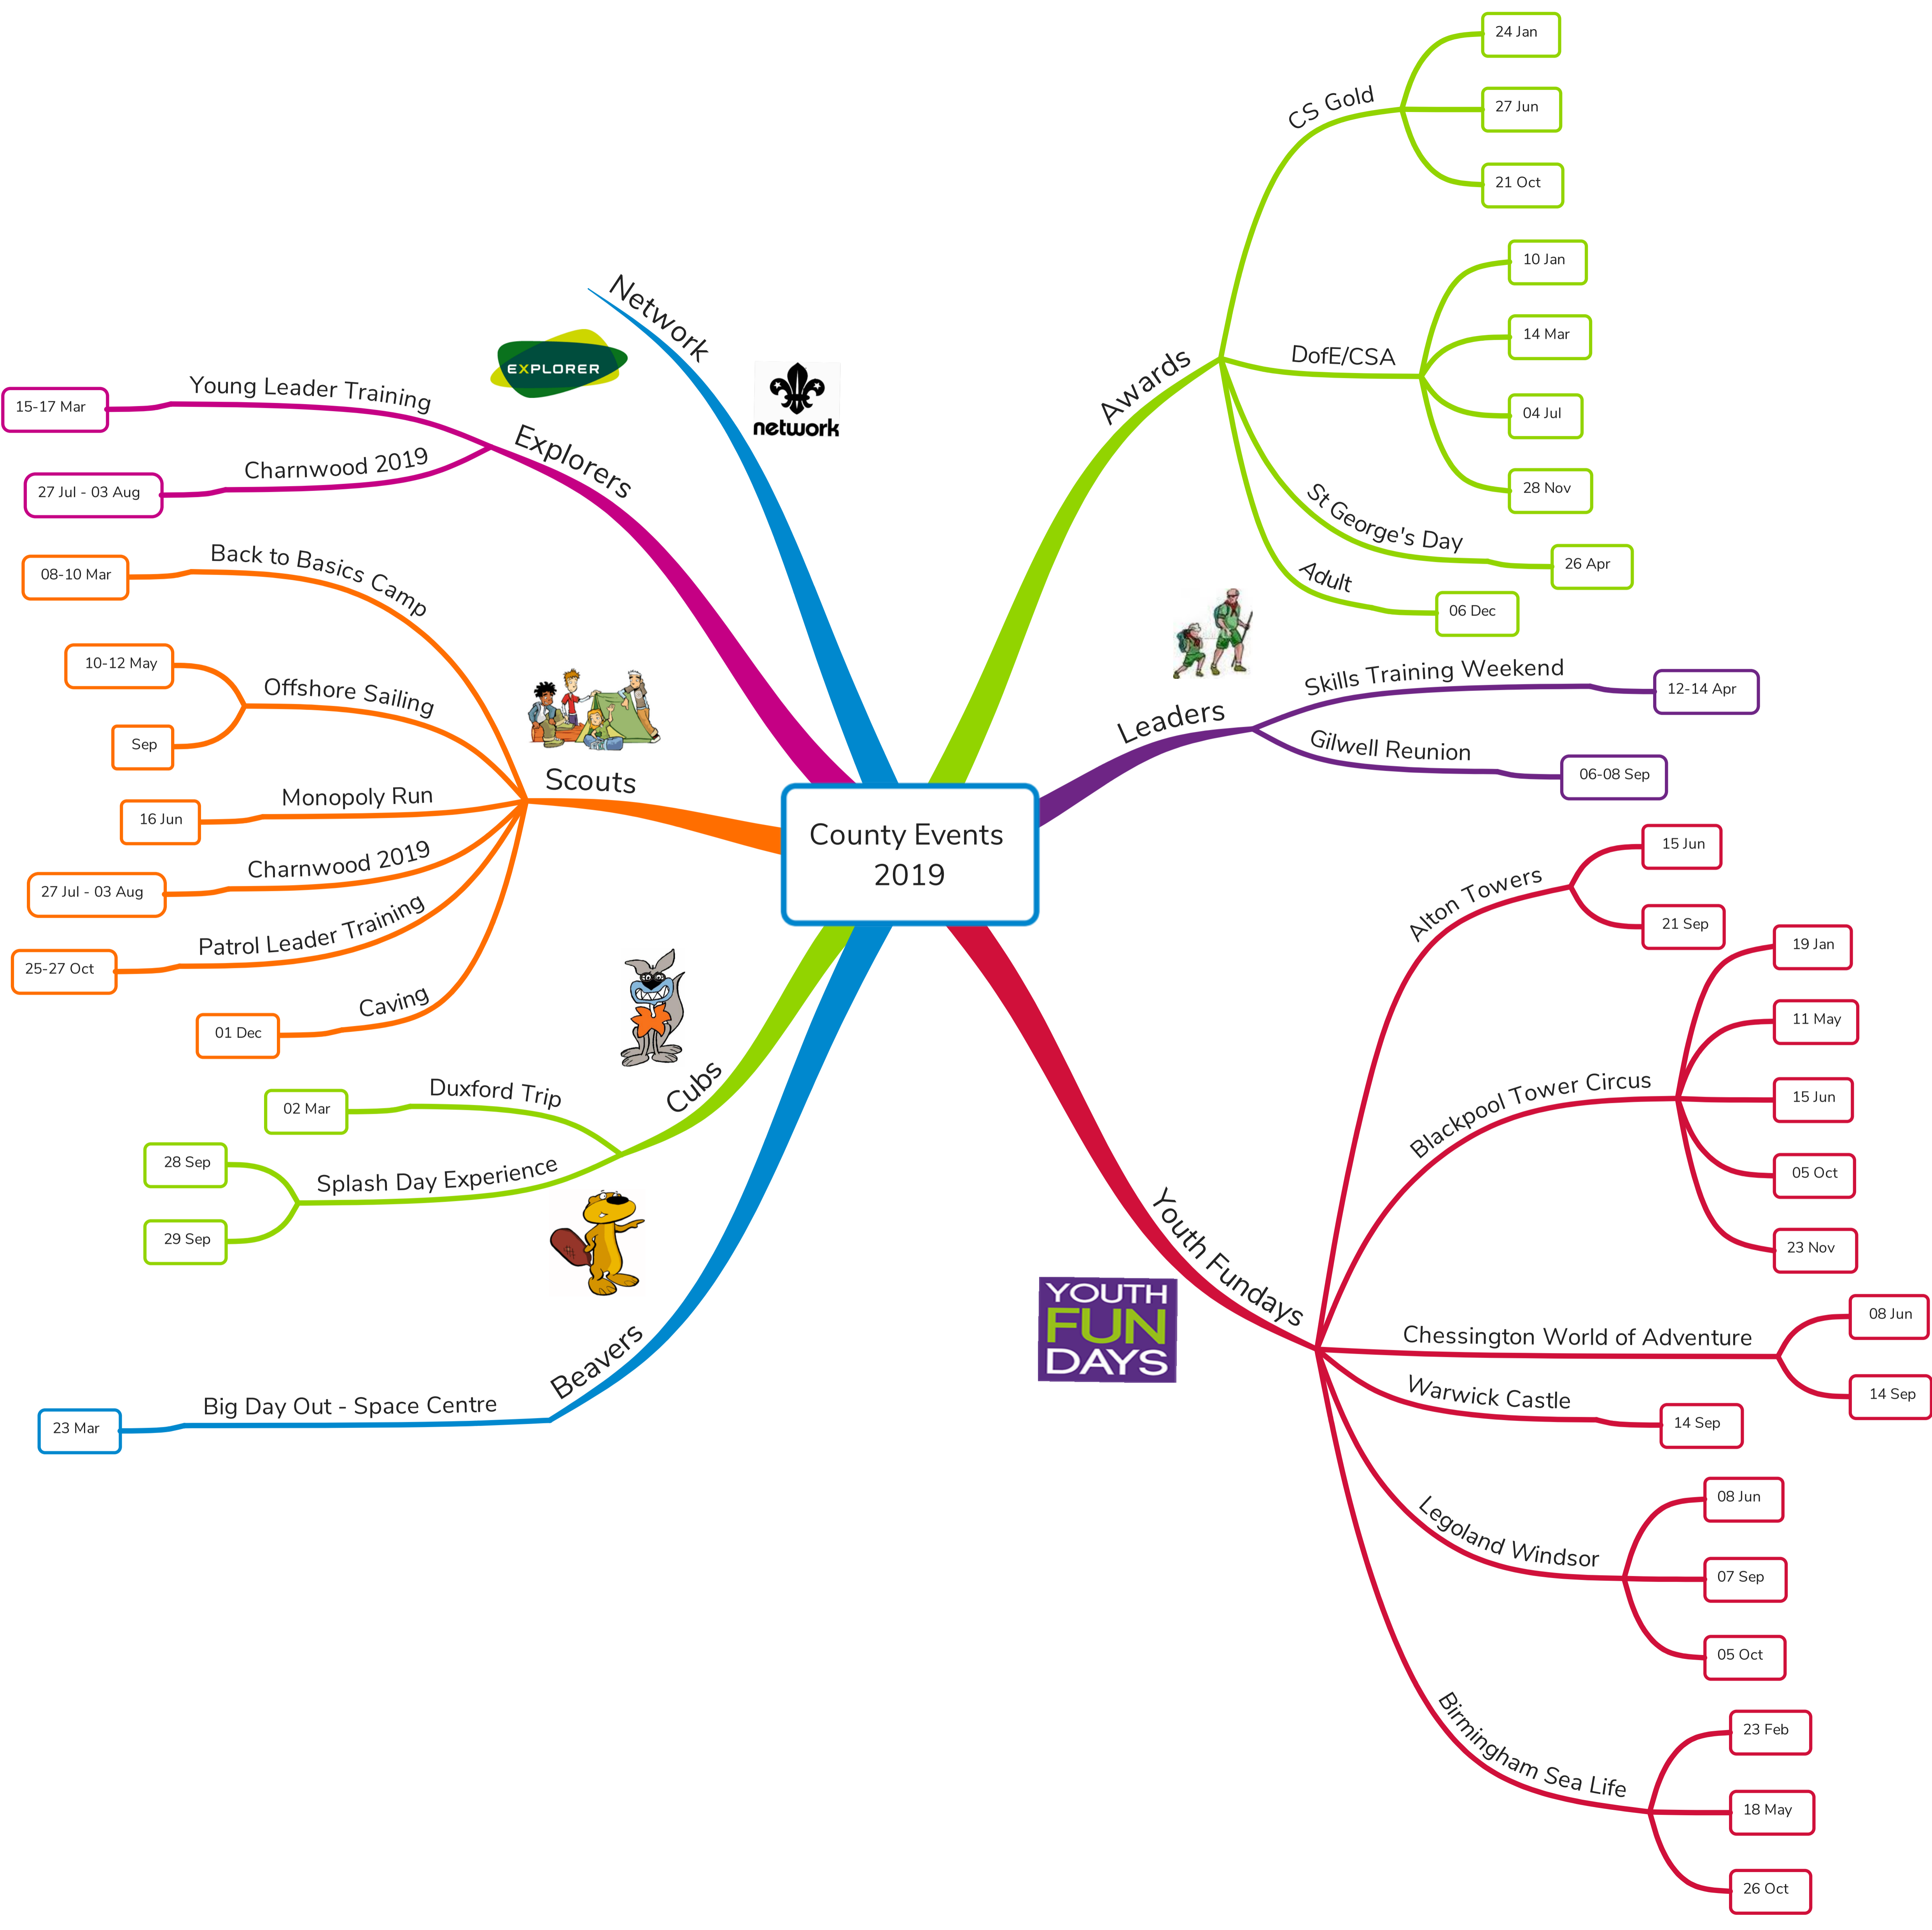 County Events
2019
Awards
CS Gold
24 Jan
27 Jun
21 Oct
DofE/CSA
10 Jan
14 Mar
04 Jul
28 Nov
St George's Day
26 Apr
Adult
06 Dec
Leaders
Skills Training Weekend
12-14 Apr
Gilwell Reunion
06-08 Sep
Youth Fundays
YOUTH
FUN
DAYS
Alton Towers
15 Jun
21 Sep
Blackpool Tower Circus
19 Jan
11 May
15 Jun
05 Oct
23 Nov
Chessington World of Adventure
08 Jun
14 Sep
Warwick Castle
14 Sep
Legoland Windsor
08 Jun
07 Sep
05 Oct
Birmingham Sea Life
23 Feb
18 May
26 Oct
Network
network
EXPLORER
Explorers
Young Leader Training
15-17 Mar
Charnwood 2019
27 Jul - 03 Aug
Scouts
Back to Basics Camp
08-10 Mar
Offshore Sailing
10-12 May
Sep
Monopoly Run
16 Jun
Charnwood 2019
27 Jul - 03 Aug
Patrol Leader Training
25-27 Oct
Caving
01 Dec
Cubs
Duxford Trip
02 Mar
Splash Day Experience
28 Sep
29 Sep
Beavers
Big Day Out - Space Centre
23 Mar